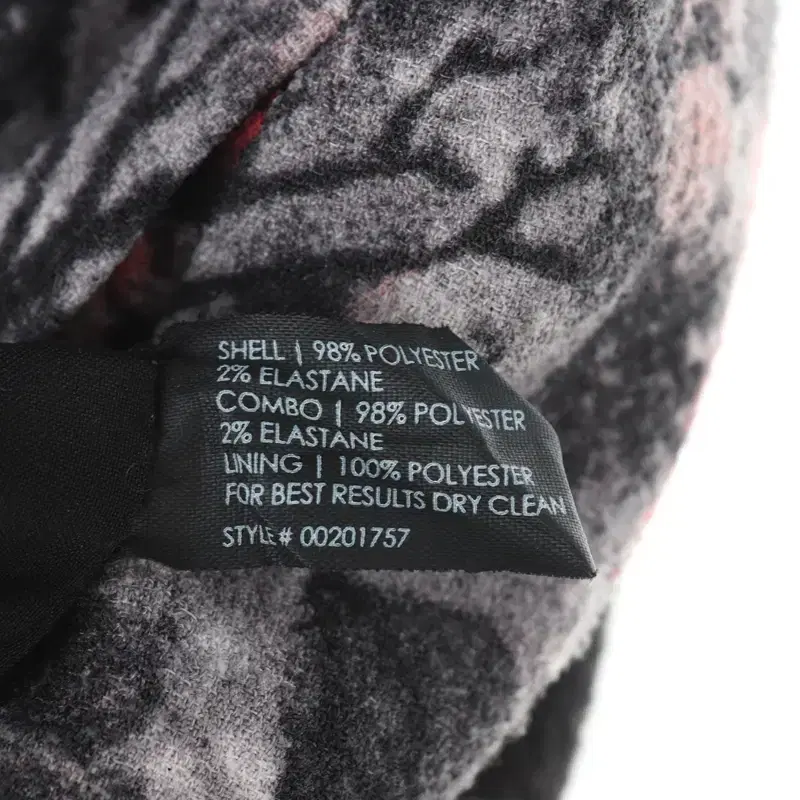 SHELL | 98% POLYESTER
2% ELASTANE
COMBO | 98% POLYESTER
2% ELASTANE
LINING | 100% POLYESTER
FOR BEST RESULTS DRY CLEAN
STYLE# 00201757